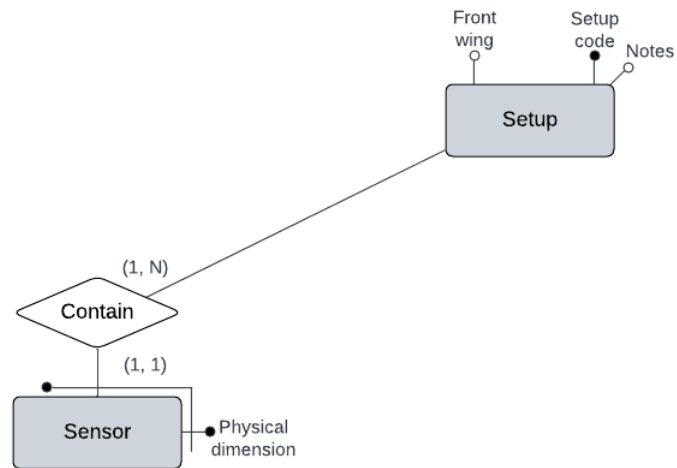 Front
wing
Setup
code
Notes
Setup
(1, N)
Contain
(1, 1)
Sensor
Physical
dimension